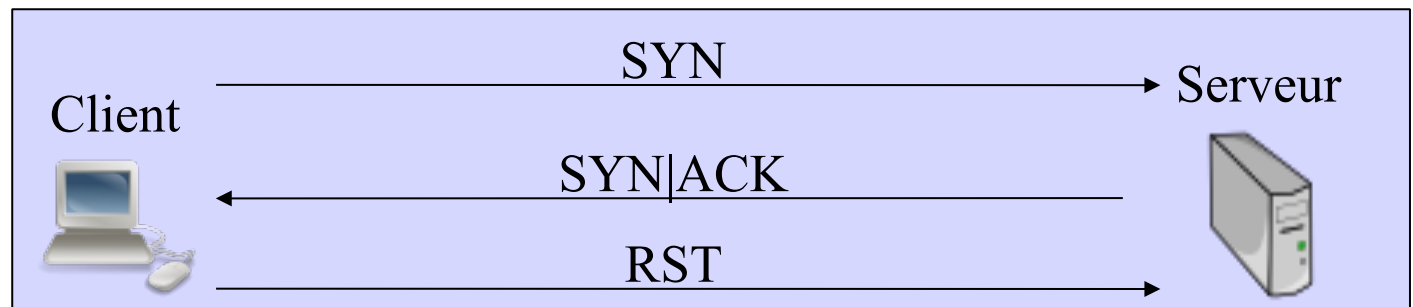 SYN
Serveur
Client
SYN|ACK
RST